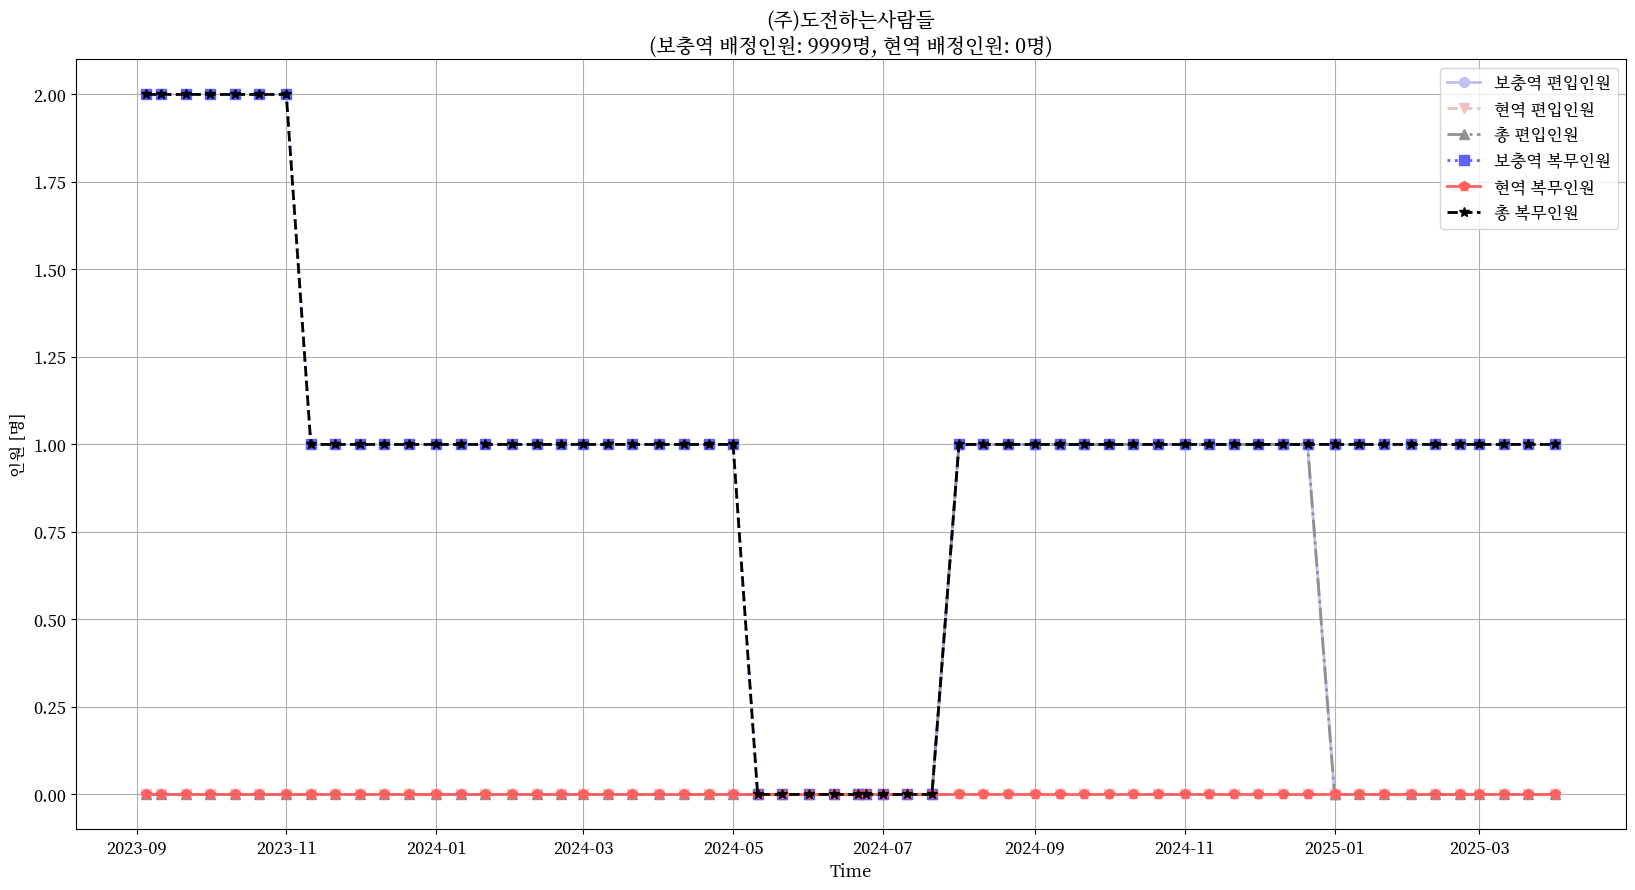 (주)도전하는사람들
(보충역 배정인원: 9999명, 현역 배정인원: 0명)
보충역 편입인원
현역 편입인원
총 편입인원
보충역 복무인원
현역 복무인원
총 복무인원
인원 [명]
2.00
1.75
1.50
1.25
1.00
0.75
0.50
0.25
0.00
2023-09
2023-11
2024-01
2024-03
2024-05
2024-07
2024-09
2024-11
2025-01
2025-03
Time